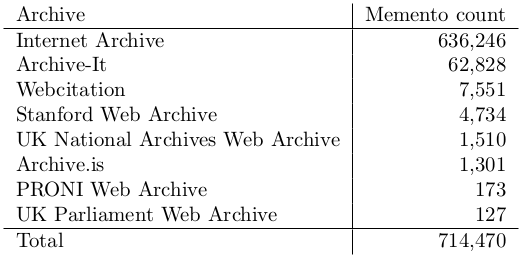 Archive Memento count
Internet Archive 636,246
Archive-It 62,828
Webcitation 7,551
Stanford Web Archive 4,734
UK National Archives Web Archive 1,510
Archive.is 1,301
PRONI Web Archive 173
UK Parliament Web Archive 127
Total 714,470